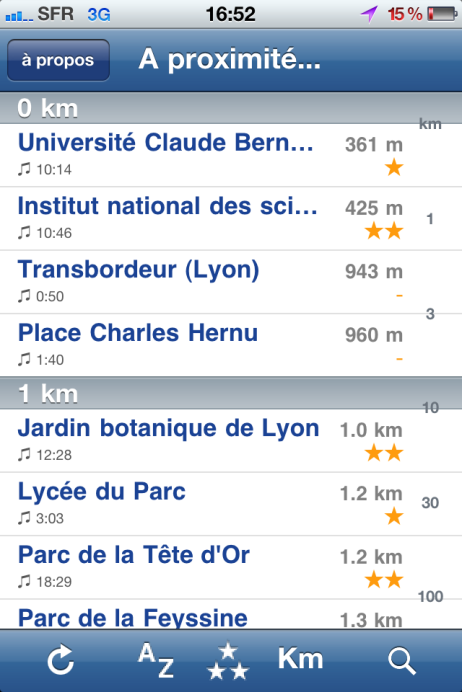 SFR 3G 16:52 15%
à propos A proximité...
0 km
km
Université Claude Bern... 361 m
10:14
Institut national des sci... 425 m
1
10:46
Transbordeur (Lyon) 943 m
0:50 -
3
Place Charles Hernu 960 m
1:40 -
1 km
10
Jardin botanique de Lyon 1.0 km
12:28
Lycée du Parc 1.2 km
30
3:03
Parc de la Tête d'Or 1.2 km
18:29
100
Parc de la Feyssine 1.3 km
A Z Km